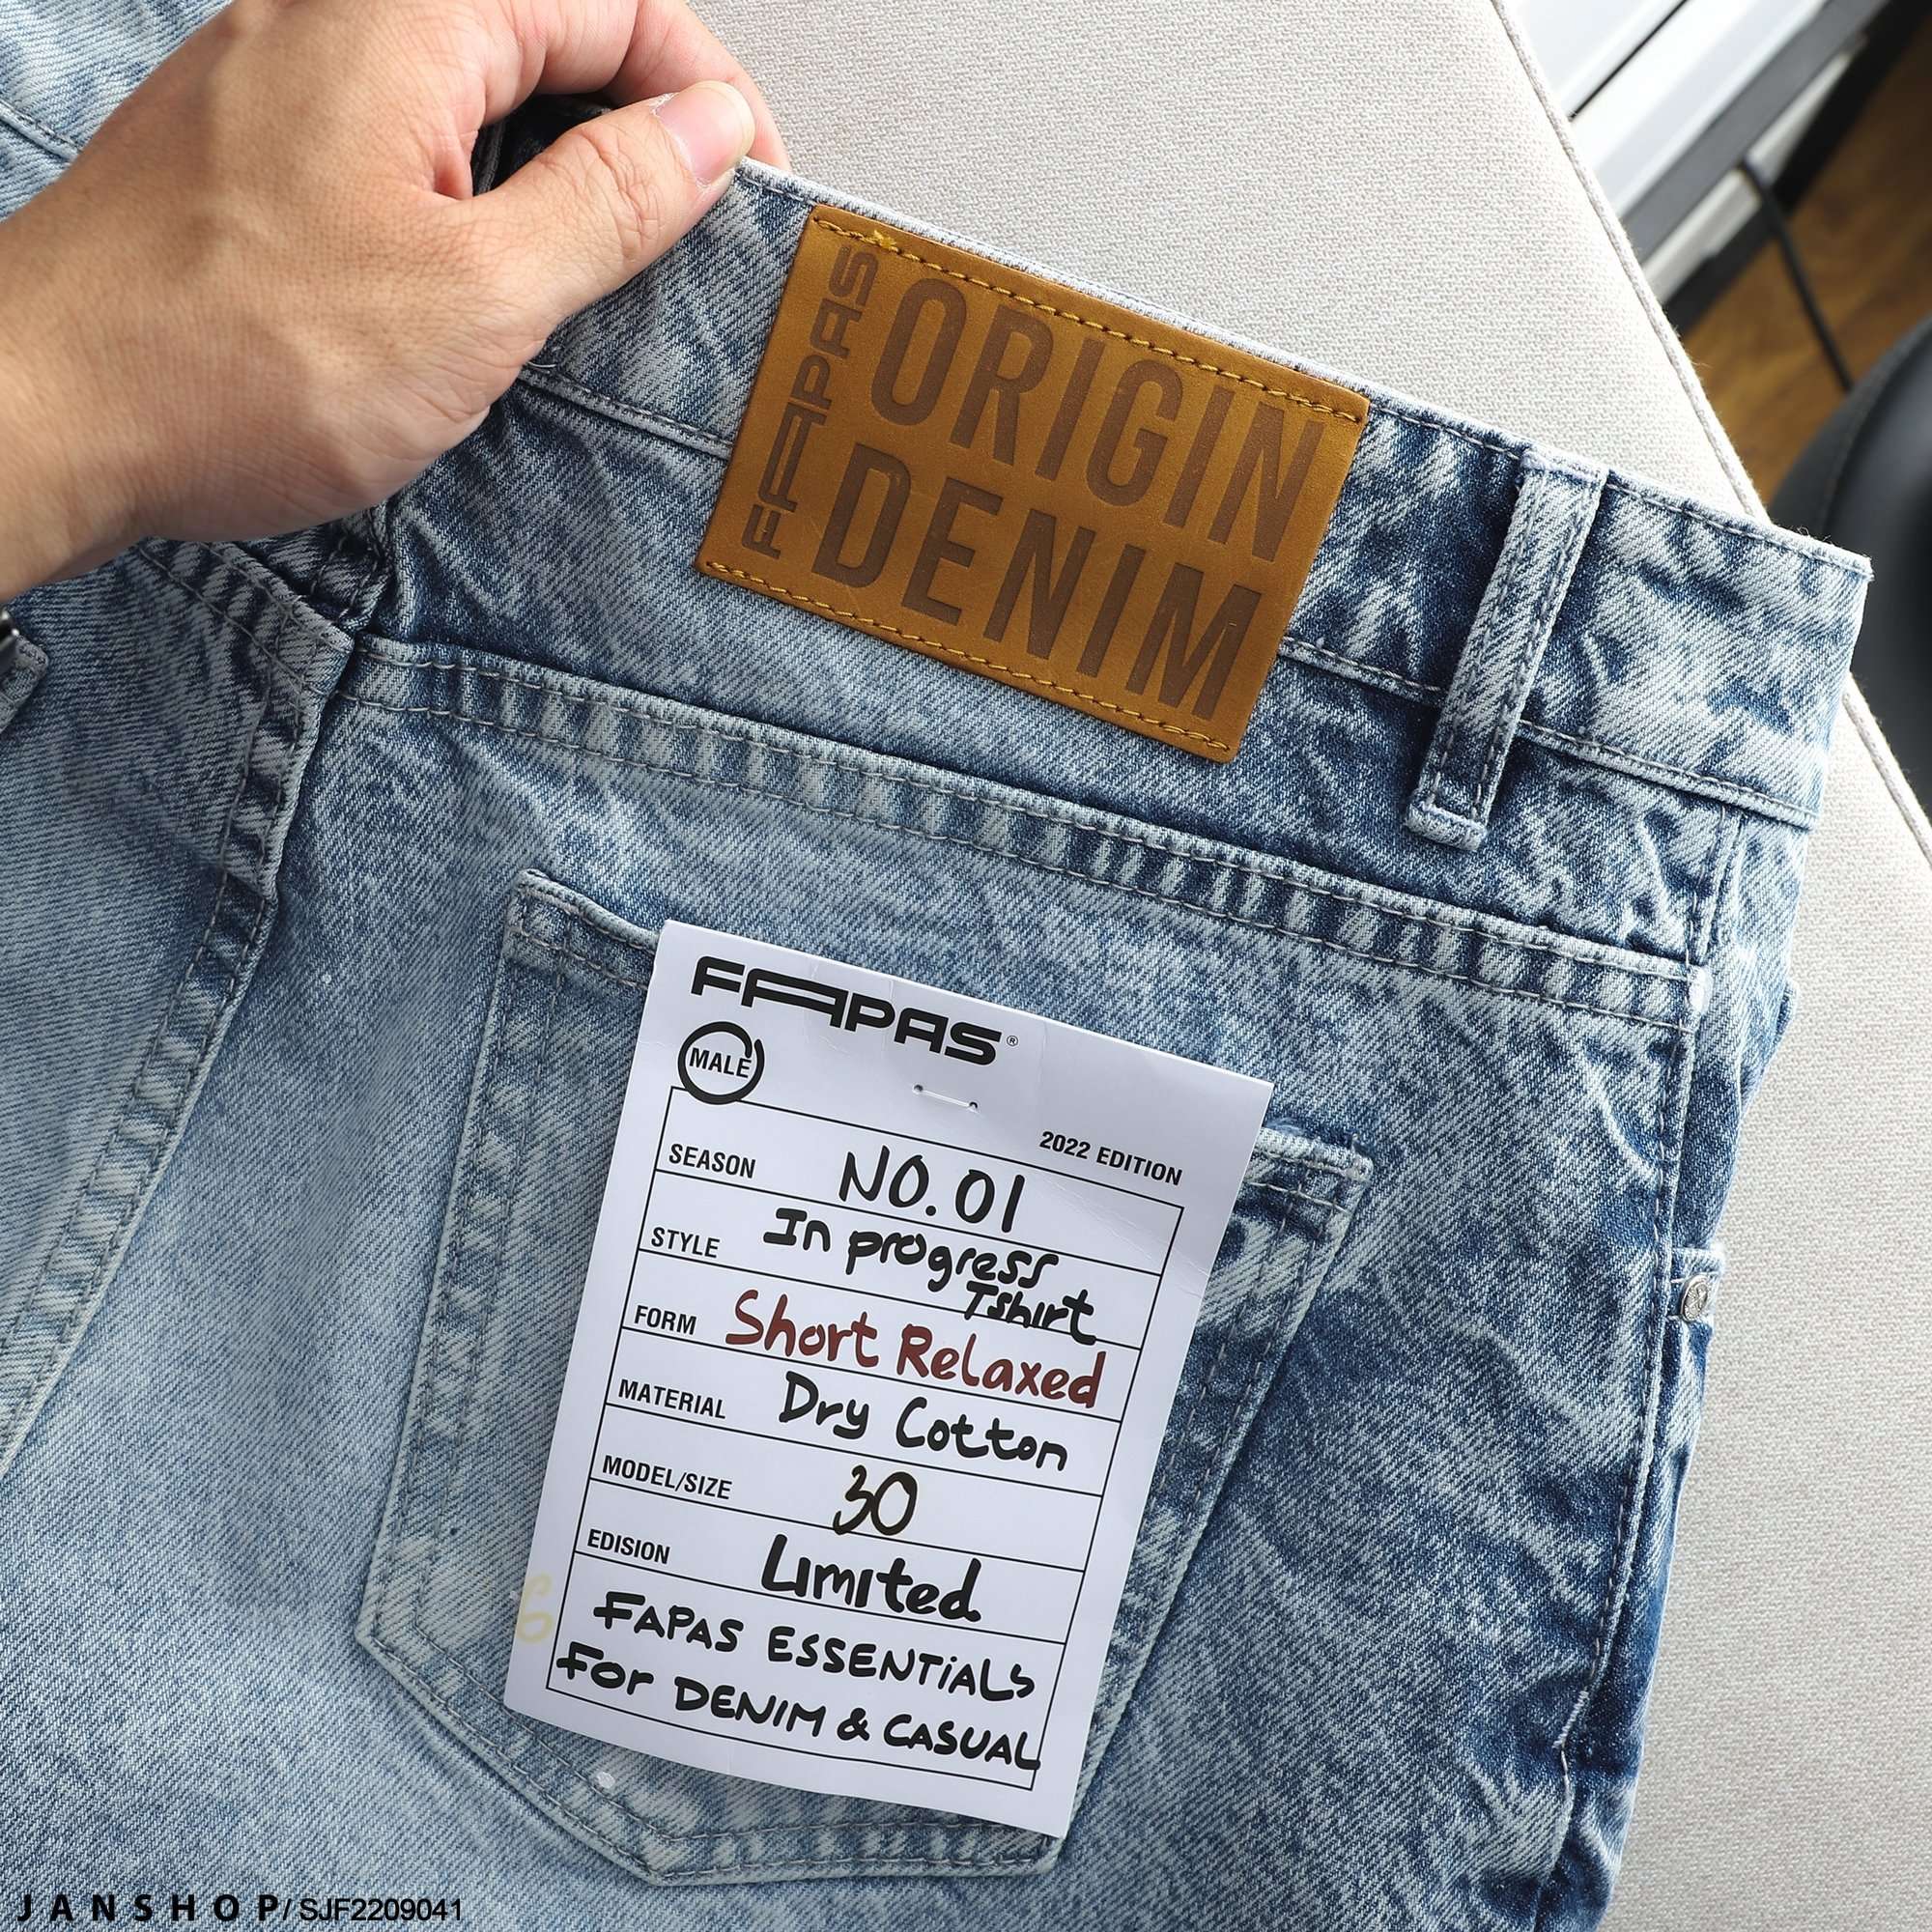 FAPAS
ORIGIN
DENIM
FAPAS®
MALE
2022 EDITION
SEASON NO.01
STYLE In progress
Tshirt
FORM Short Relaxed
MATERIAL Dry Cotton
MODEL/SIZE 30
EDISION Limited
FAPAS ESSENTiALS
For DENIM & CASUAL
JANSHOP/ SJF2209041